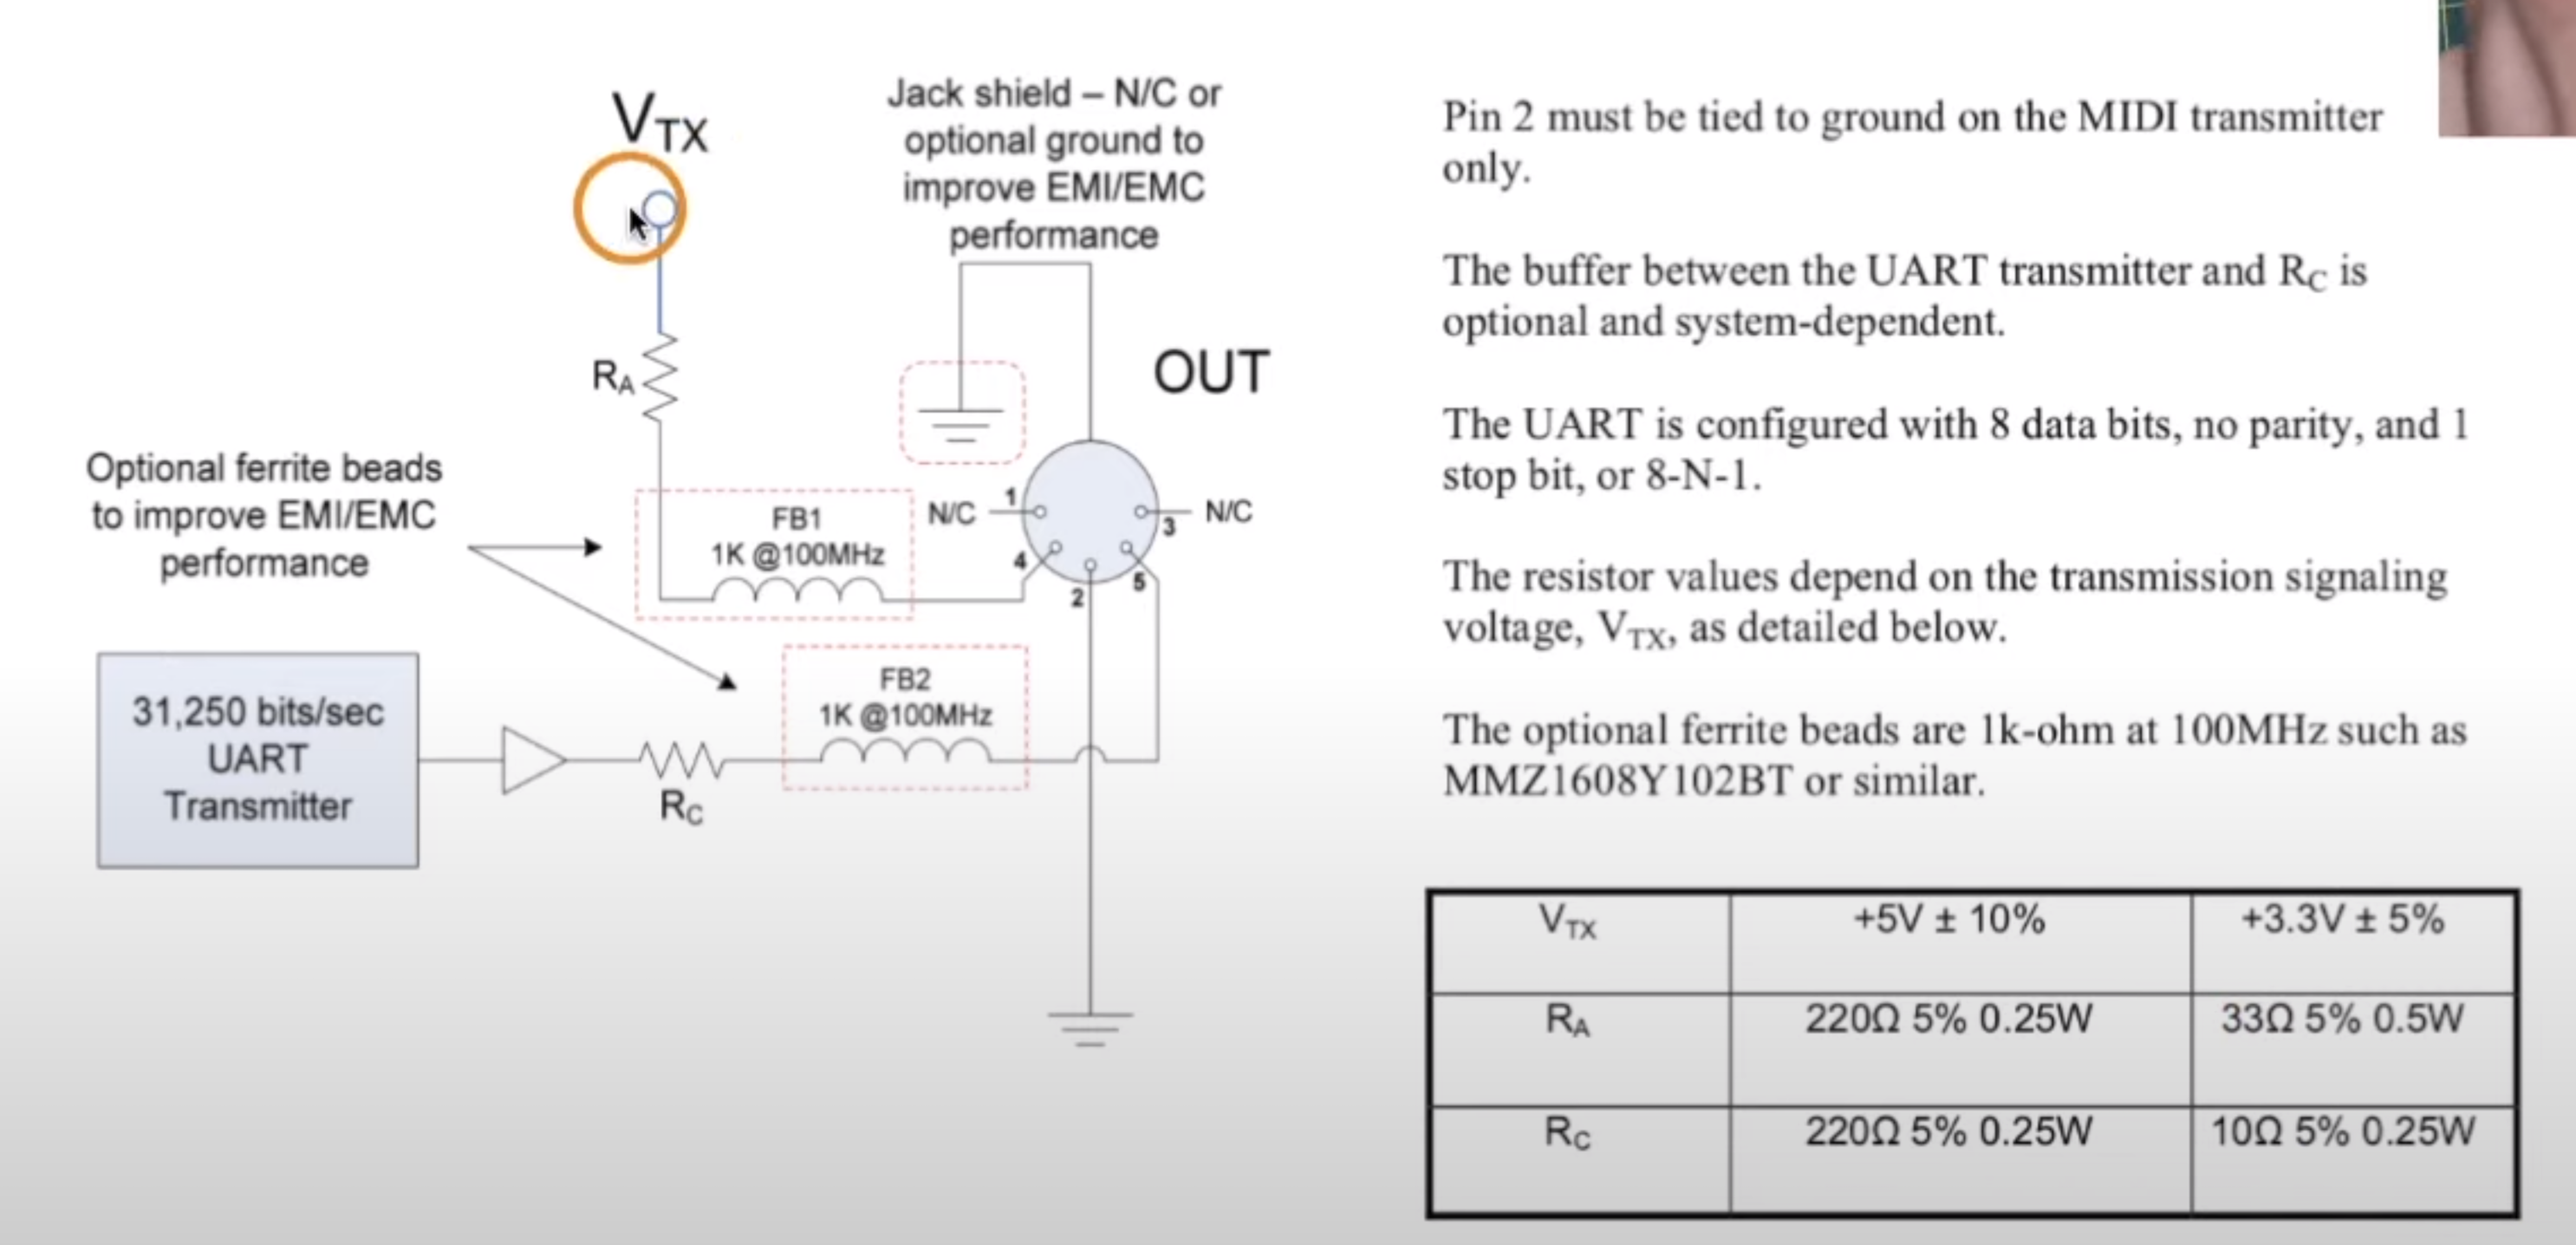 V_TX
Jack shield – N/C or
optional ground to
improve EMI/EMC
performance
OUT
R_A
Optional ferrite beads
to improve EMI/EMC
performance
FB1
1K @100MHz
N/C
1
3
N/C
4
2
5
FB2
1K @100MHz
31,250 bits/sec
UART
Transmitter
R_C
Pin 2 must be tied to ground on the MIDI transmitter
only.
The buffer between the UART transmitter and R_C is
optional and system-dependent.
The UART is configured with 8 data bits, no parity, and 1
stop bit, or 8-N-1.
The resistor values depend on the transmission signaling
voltage, V_TX, as detailed below.
The optional ferrite beads are 1k-ohm at 100MHz such as
MMZ1608Y102BT or similar.
V_TX +5V ± 10% +3.3V ± 5%
R_A 220Ω 5% 0.25W 33Ω 5% 0.5W
R_C 220Ω 5% 0.25W 10Ω 5% 0.25W